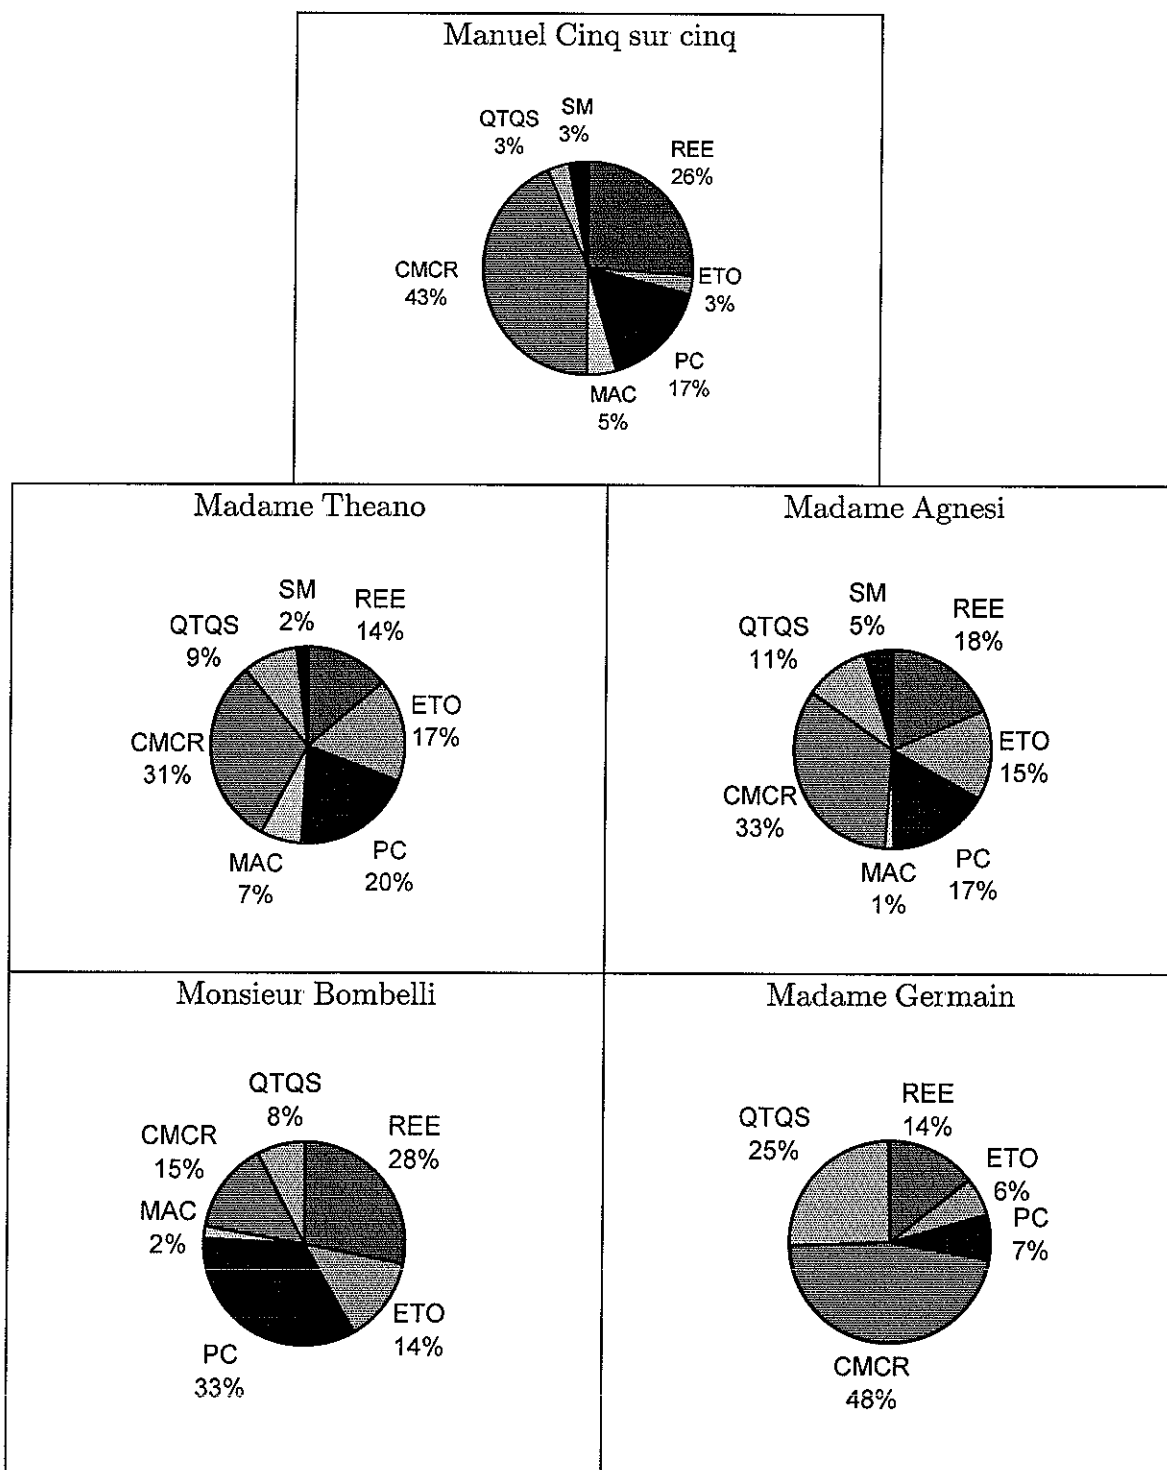 Manuel Cinq sur cinq
SM
3%
QTQS
3%
REE
26%
CMCR
43%
ETO
3%
PC
17%
MAC
5%
Madame Theano
SM
2%
REE
14%
QTQS
9%
ETO
17%
CMCR
31%
PC
20%
MAC
7%
Madame Agnesi
SM
5%
REE
18%
QTQS
11%
ETO
15%
CMCR
33%
PC
17%
MAC
1%
Monsieur Bombelli
QTQS
8%
REE
28%
CMCR
15%
MAC
2%
ETO
14%
PC
33%
Madame Germain
REE
14%
QTQS
25%
ETO
6%
PC
7%
CMCR
48%